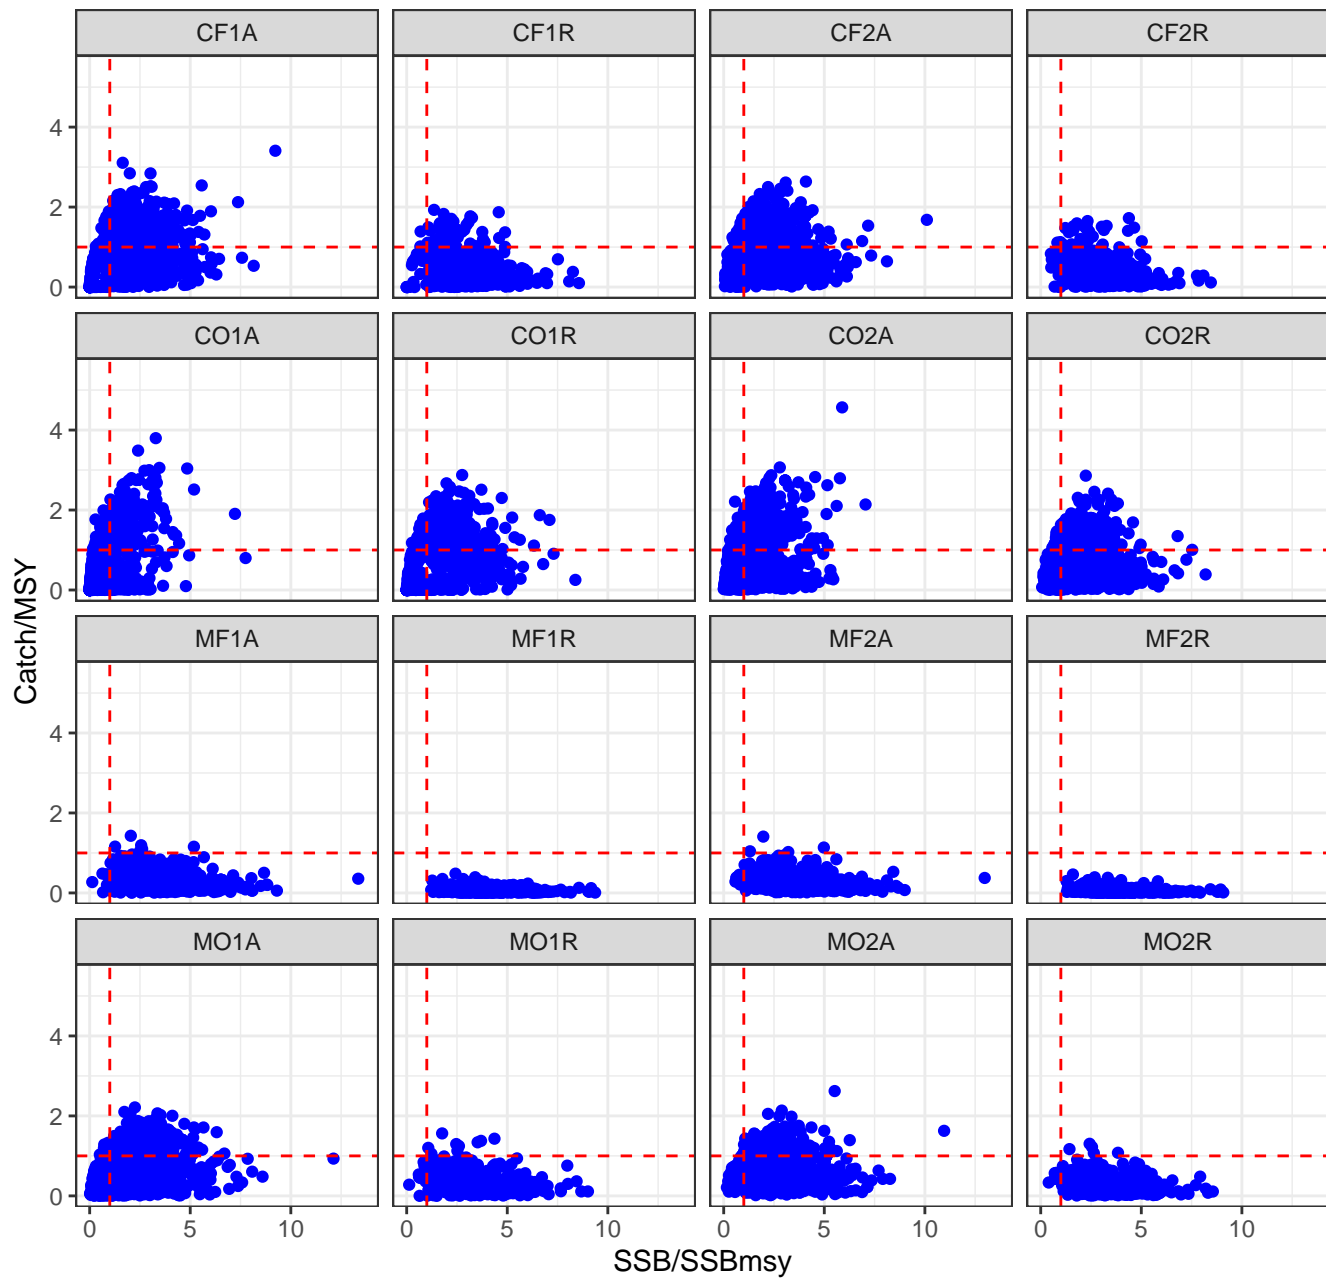 CF1A CF1R CF2A CF2R
4
2
0
CO1A CO1R CO2A CO2R
4
2
0
MF1A MF1R MF2A MF2R
4
2
0
MO1A MO1R MO2A MO2R
4
2
0
0 5 10 0 5 10 0 5 10 0 5 10
SSB/SSBmsy
Catch/MSY